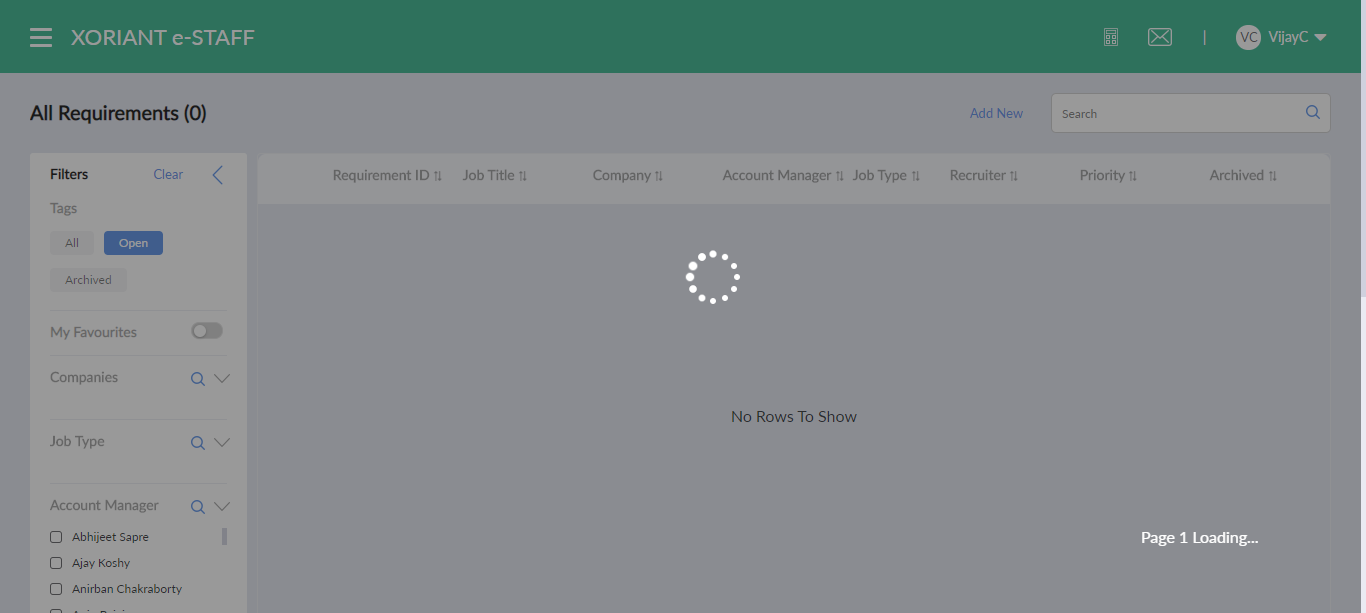 XORIANT e-STAFF
|
VC VijayC
All Requirements (0)
Add New
Search
Filters
Clear
Tags
All
Open
Archived
My Favourites
Companies
Job Type
Account Manager
Abhijeet Sapre
Ajay Koshy
Anirban Chakraborty
Requirement ID Job Title Company Account Manager Job Type Recruiter Priority Archived
No Rows To Show
Page 1 Loading...